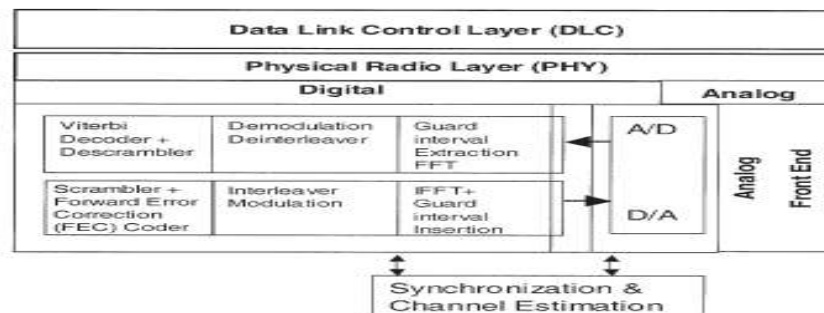 Data Link Control Layer (DLC)
Physical Radio Layer (PHY)
Digital
Analog
Viterbi
Decoder +
Descrambler
Demodulation
Deinterleaver
Guard
interval
Extraction
FFT
A/D
Scrambler +
Forward Error
Correction
(FEC) Coder
Interleaver
Modulation
IFFT+
Guard
interval
Insertion
D/A
Analog
Front End
Synchronization &
Channel Estimation